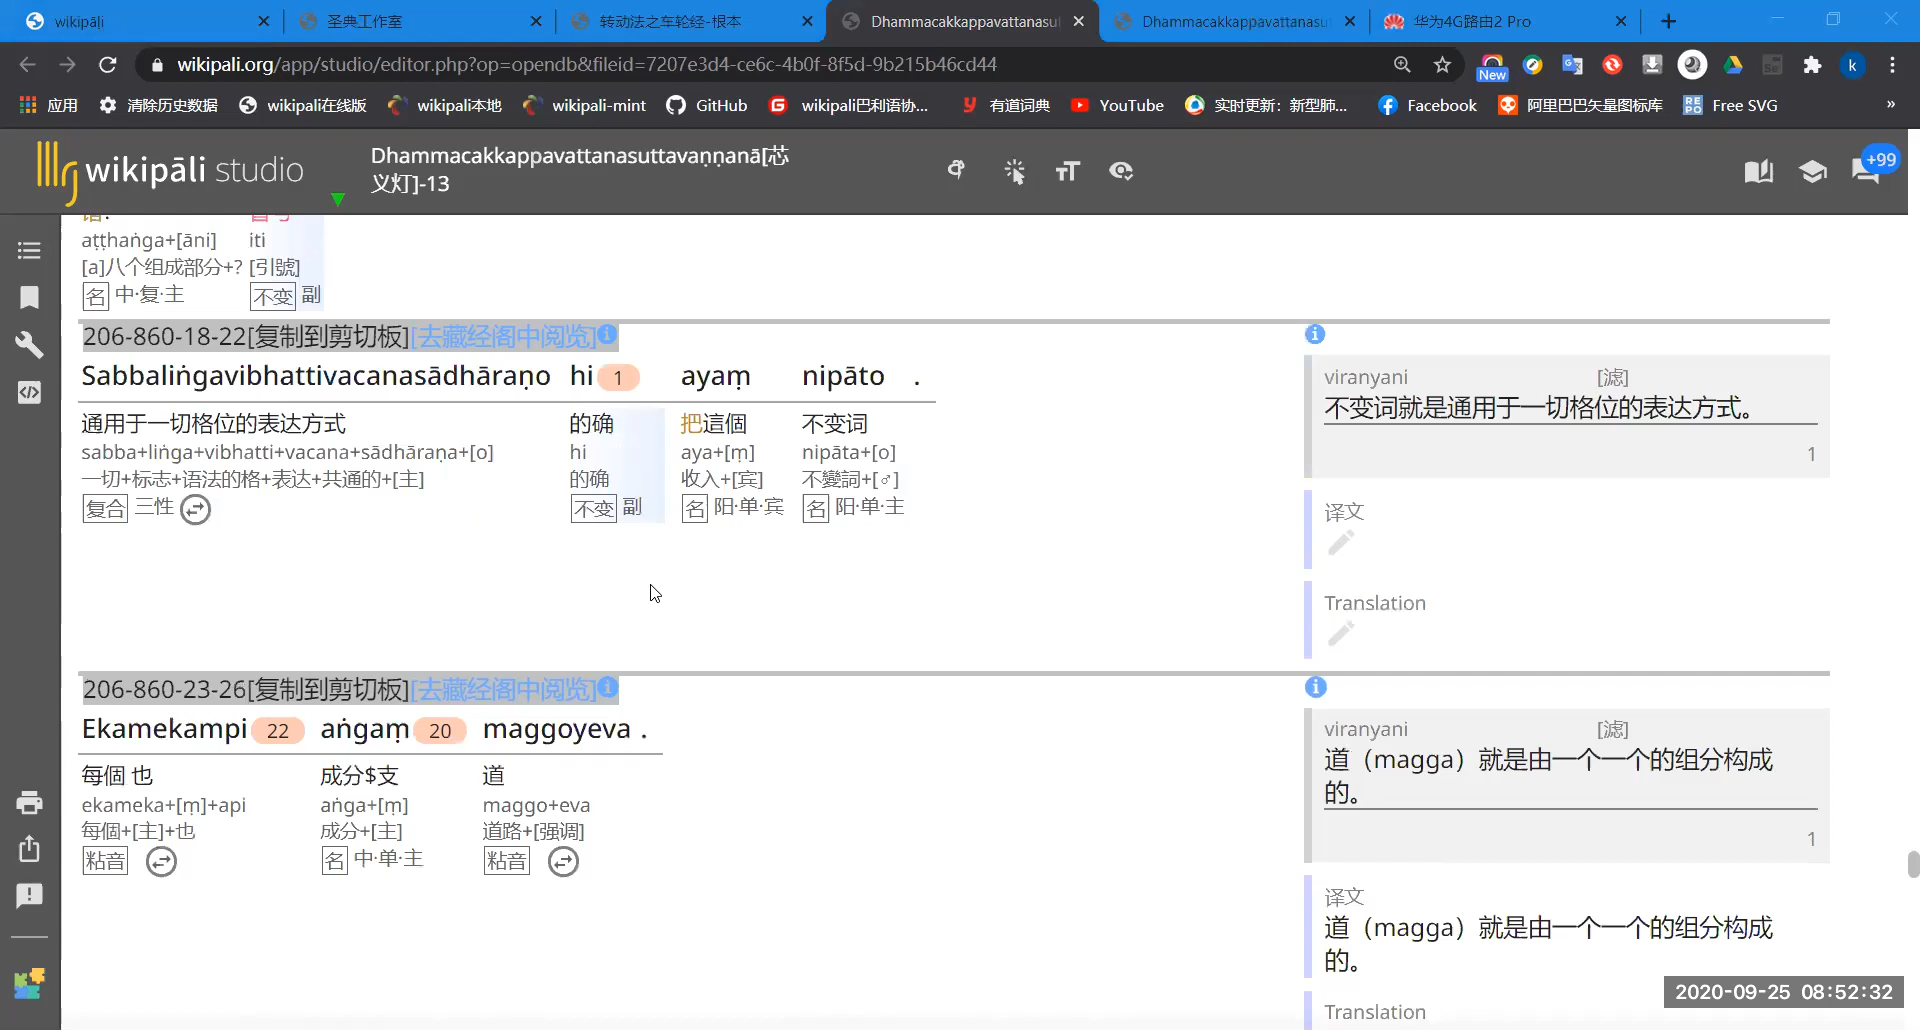 wikipāli
圣典工作室
转动法之车轮经-根本
Dhammacakkappavattanasut
Dhammacakkappavattanasut
华为4G路由2 Pro
wikipali.org/app/studio/editor.php?op=opendb&fileid=7207e3d4-ce6c-4b0f-8f5d-9b215b46cd44
New
k
应用
清除历史数据
wikipali在线版
wikipali本地
wikipali-mint
GitHub
wikipali巴利语协...
有道词典
YouTube
实时更新：新型肺...
Facebook
阿里巴巴矢量图标库
REPO
Free SVG
»
wikipāli studio
Dhammacakkappavattanasuttavaṇṇanā[芯
义灯]-13
+99
aṭṭhaṅga+[āni] iti
[a]八个组成部分+? [引號]
名 中·复·主 不变 副
206-860-18-22[复制到剪切板][去藏经阁中阅览]
Sabbaliṅgavibhattivacanasādhāraṇo hi 1 ayaṃ nipāto .
通用于一切格位的表达方式 的确 把這個 不变词
sabba+liṅga+vibhatti+vacana+sādhāraṇa+[o] hi aya+[ṃ] nipāta+[o]
一切+标志+语法的格+表达+共通的+[主] 的确 收入+[宾] 不變詞+[♂]
复合 三性 不变 副 名 阳·单·宾 名 阳·单·主
viranyani [滤]
不变词就是通用于一切格位的表达方式。
1
译文
Translation
206-860-23-26[复制到剪切板][去藏经阁中阅览]
Ekamekampi 22 aṅgaṃ 20 maggoyeva .
每個 也 成分$支 道
ekameka+[ṃ]+api aṅga+[ṃ] maggo+eva
每個+[主]+也 成分+[主] 道路+[强调]
粘音 名 中·单·主 粘音
viranyani [滤]
道（magga）就是由一个一个的组分构成
的。
1
译文
道（magga）就是由一个一个的组分构成
的。
Translation
2020-09-25 08:52:32